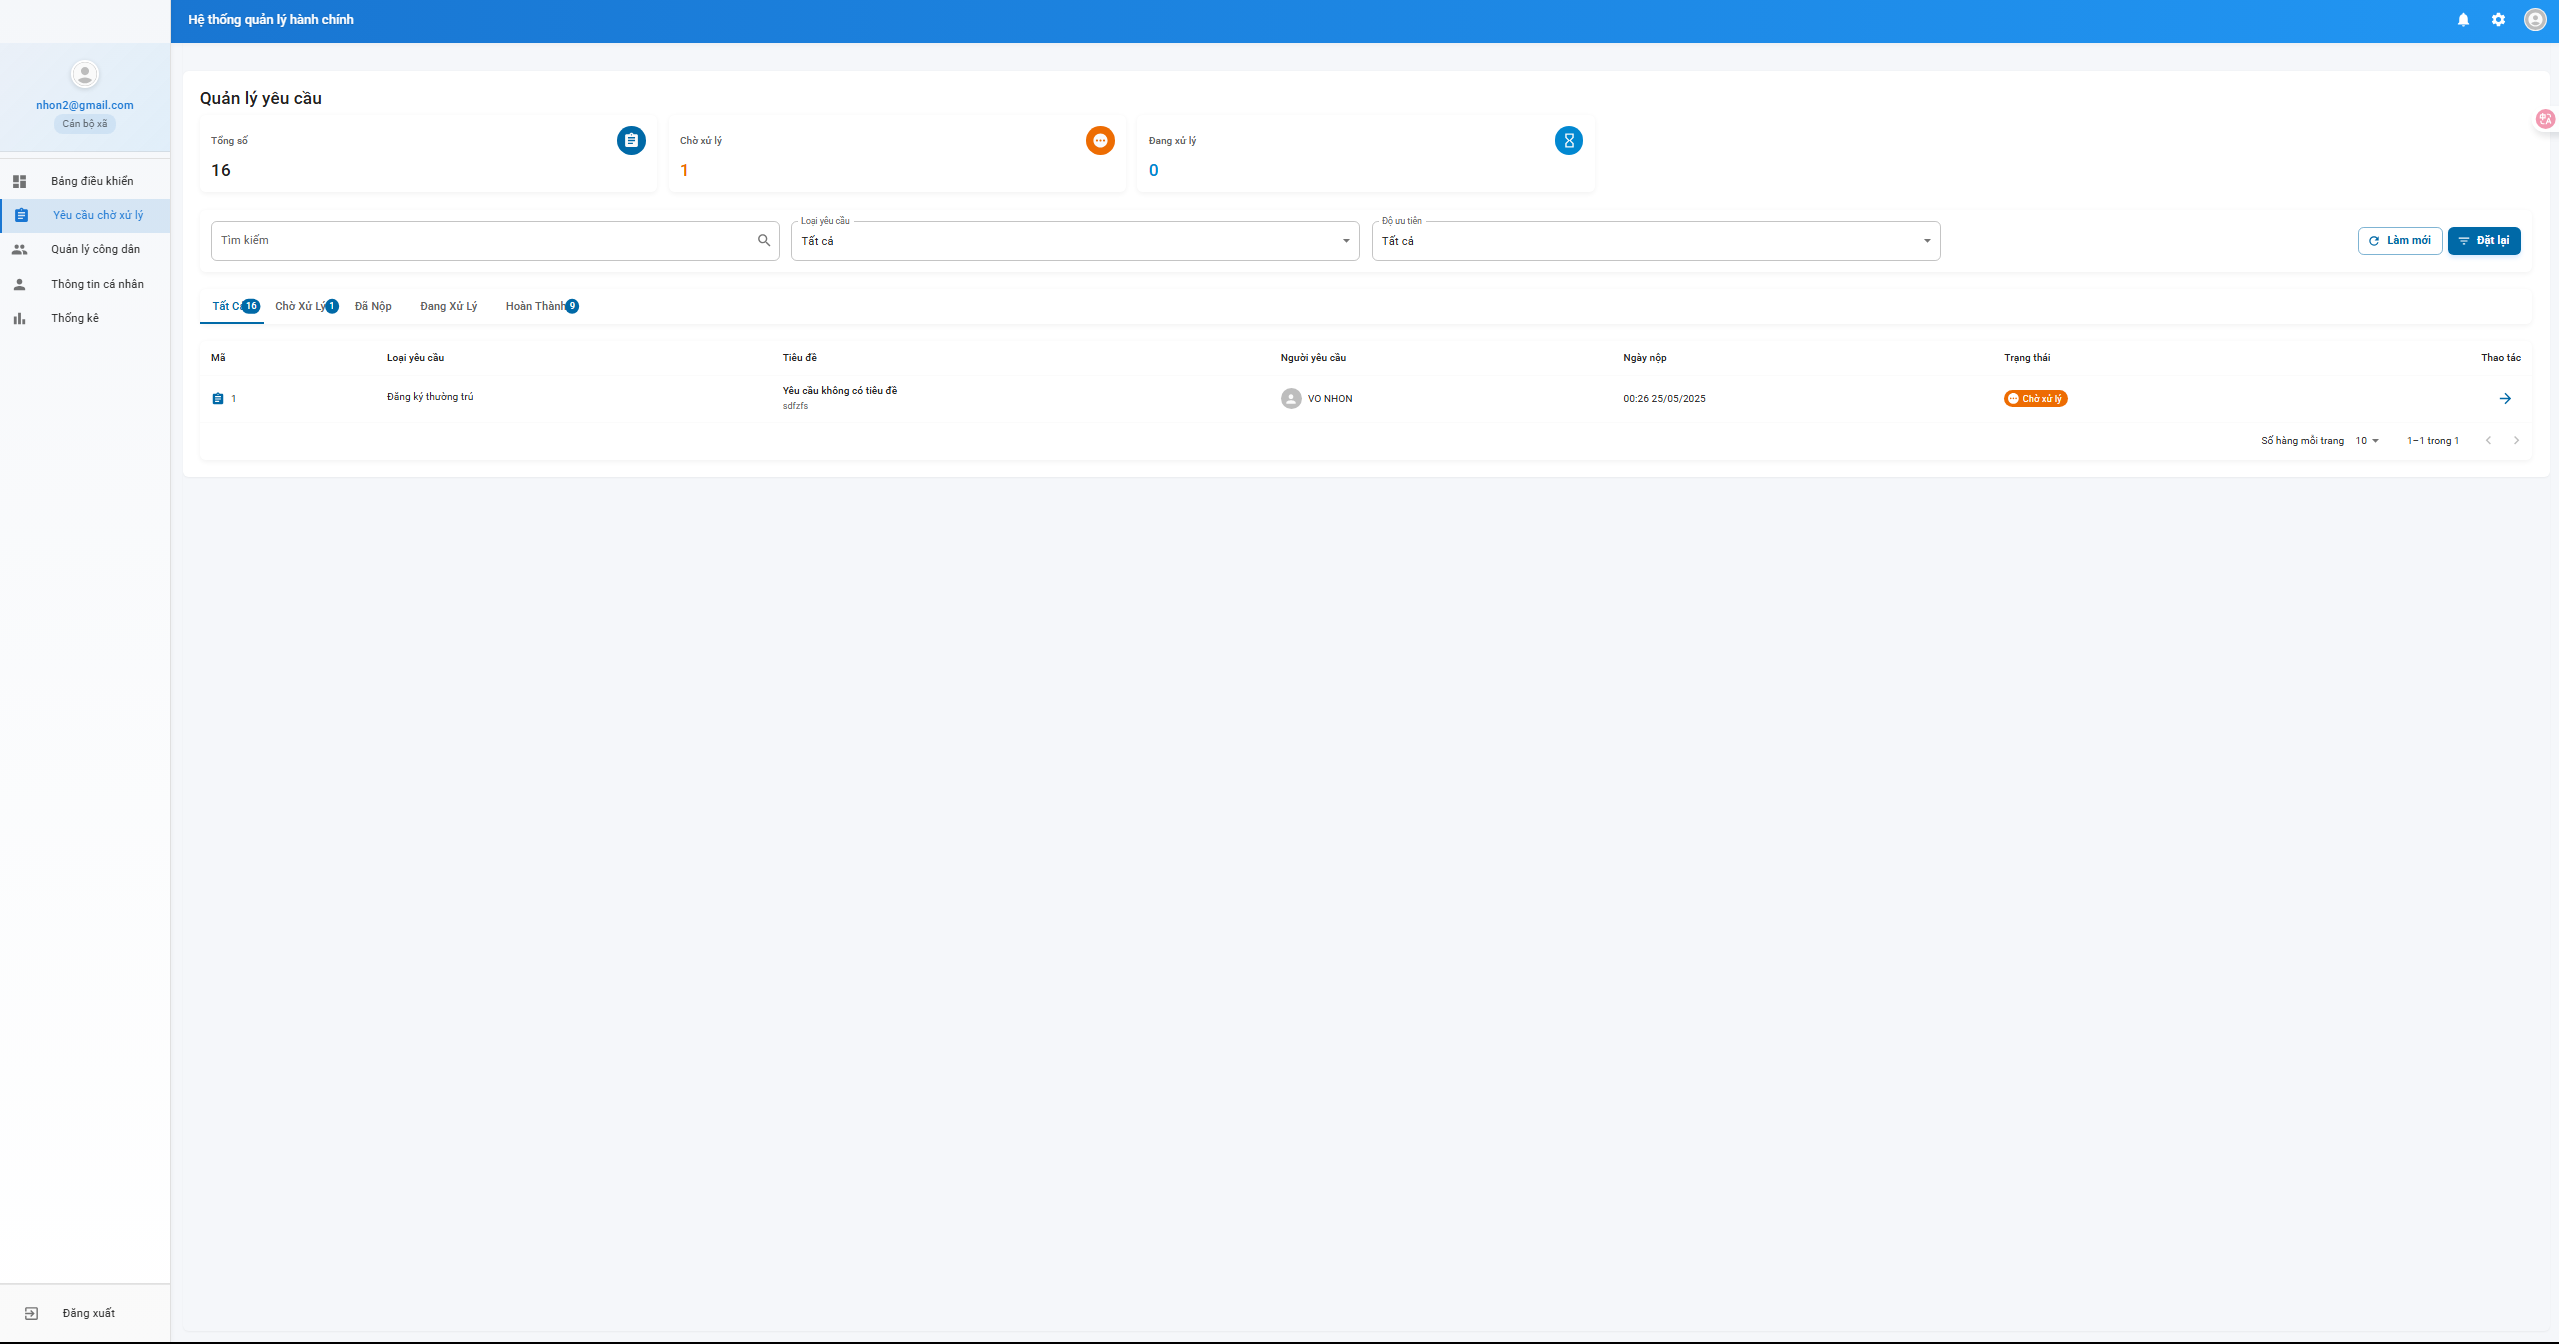 Hệ thống quản lý hành chính
nhon2@gmail.com
Cán bộ xã
Bảng điều khiển
Yêu cầu chờ xử lý
Quản lý công dân
Thông tin cá nhân
Thống kê
Đăng xuất
Quản lý yêu cầu
Tổng số
16
Chờ xử lý
1
Đang xử lý
0
Tìm kiếm
Loại yêu cầu
Tất cả
Độ ưu tiên
Tất cả
Làm mới
Đặt lại
Tất Cả 16 Chờ Xử Lý 1 Đã Nộp Đang Xử Lý Hoàn Thành 9
Mã Loại yêu cầu Tiêu đề Người yêu cầu Ngày nộp Trạng thái Thao tác
1 Đăng ký thường trú Yêu cầu không có tiêu đề VO NHON 00:26 25/05/2025 Chờ xử lý
sdfzfs
Số hàng mỗi trang 10 1–1 trong 1